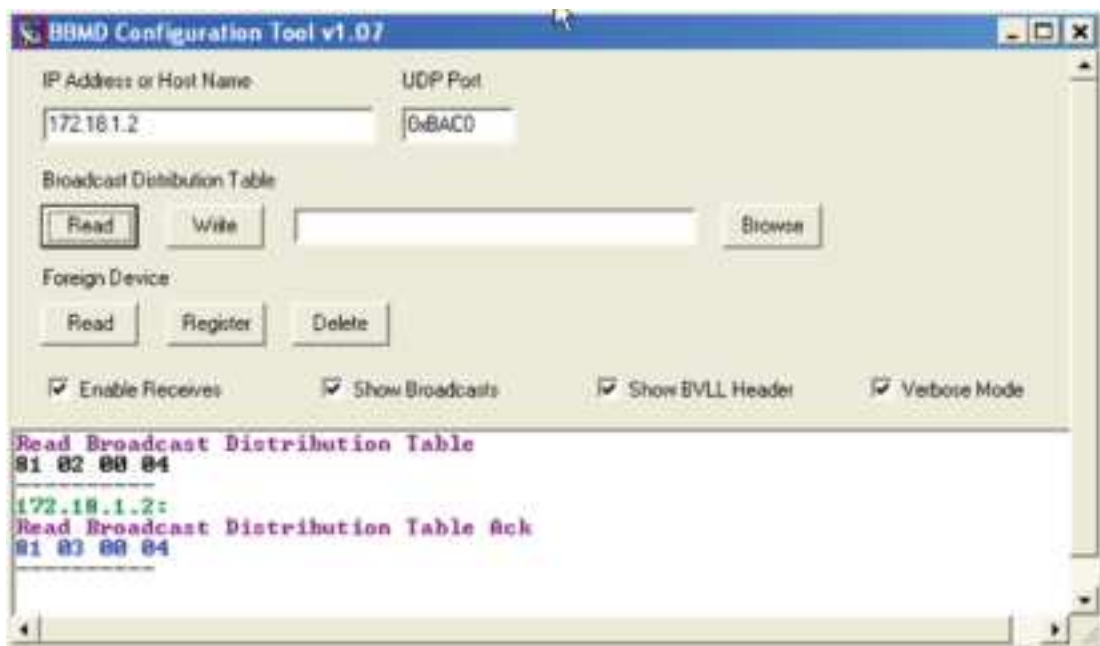 BBMD Configuration Tool v1.07
IP Address or Host Name UDP Port
172.18.1.2 0xBAC0
Broadcast Distribution Table
Read Write Browse
Foreign Device
Read Register Delete
Enable Receives Show Broadcasts Show BVLL Header Verbose Mode
Read Broadcast Distribution Table
81 02 00 04
----------
172.18.1.2:
Read Broadcast Distribution Table Ack
81 03 00 04
----------